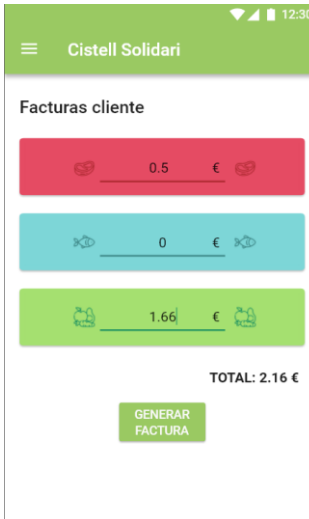 12:30
Cistell Solidari
Facturas cliente
0.5 €
0 €
1.66 €
TOTAL: 2.16 €
GENERAR
FACTURA